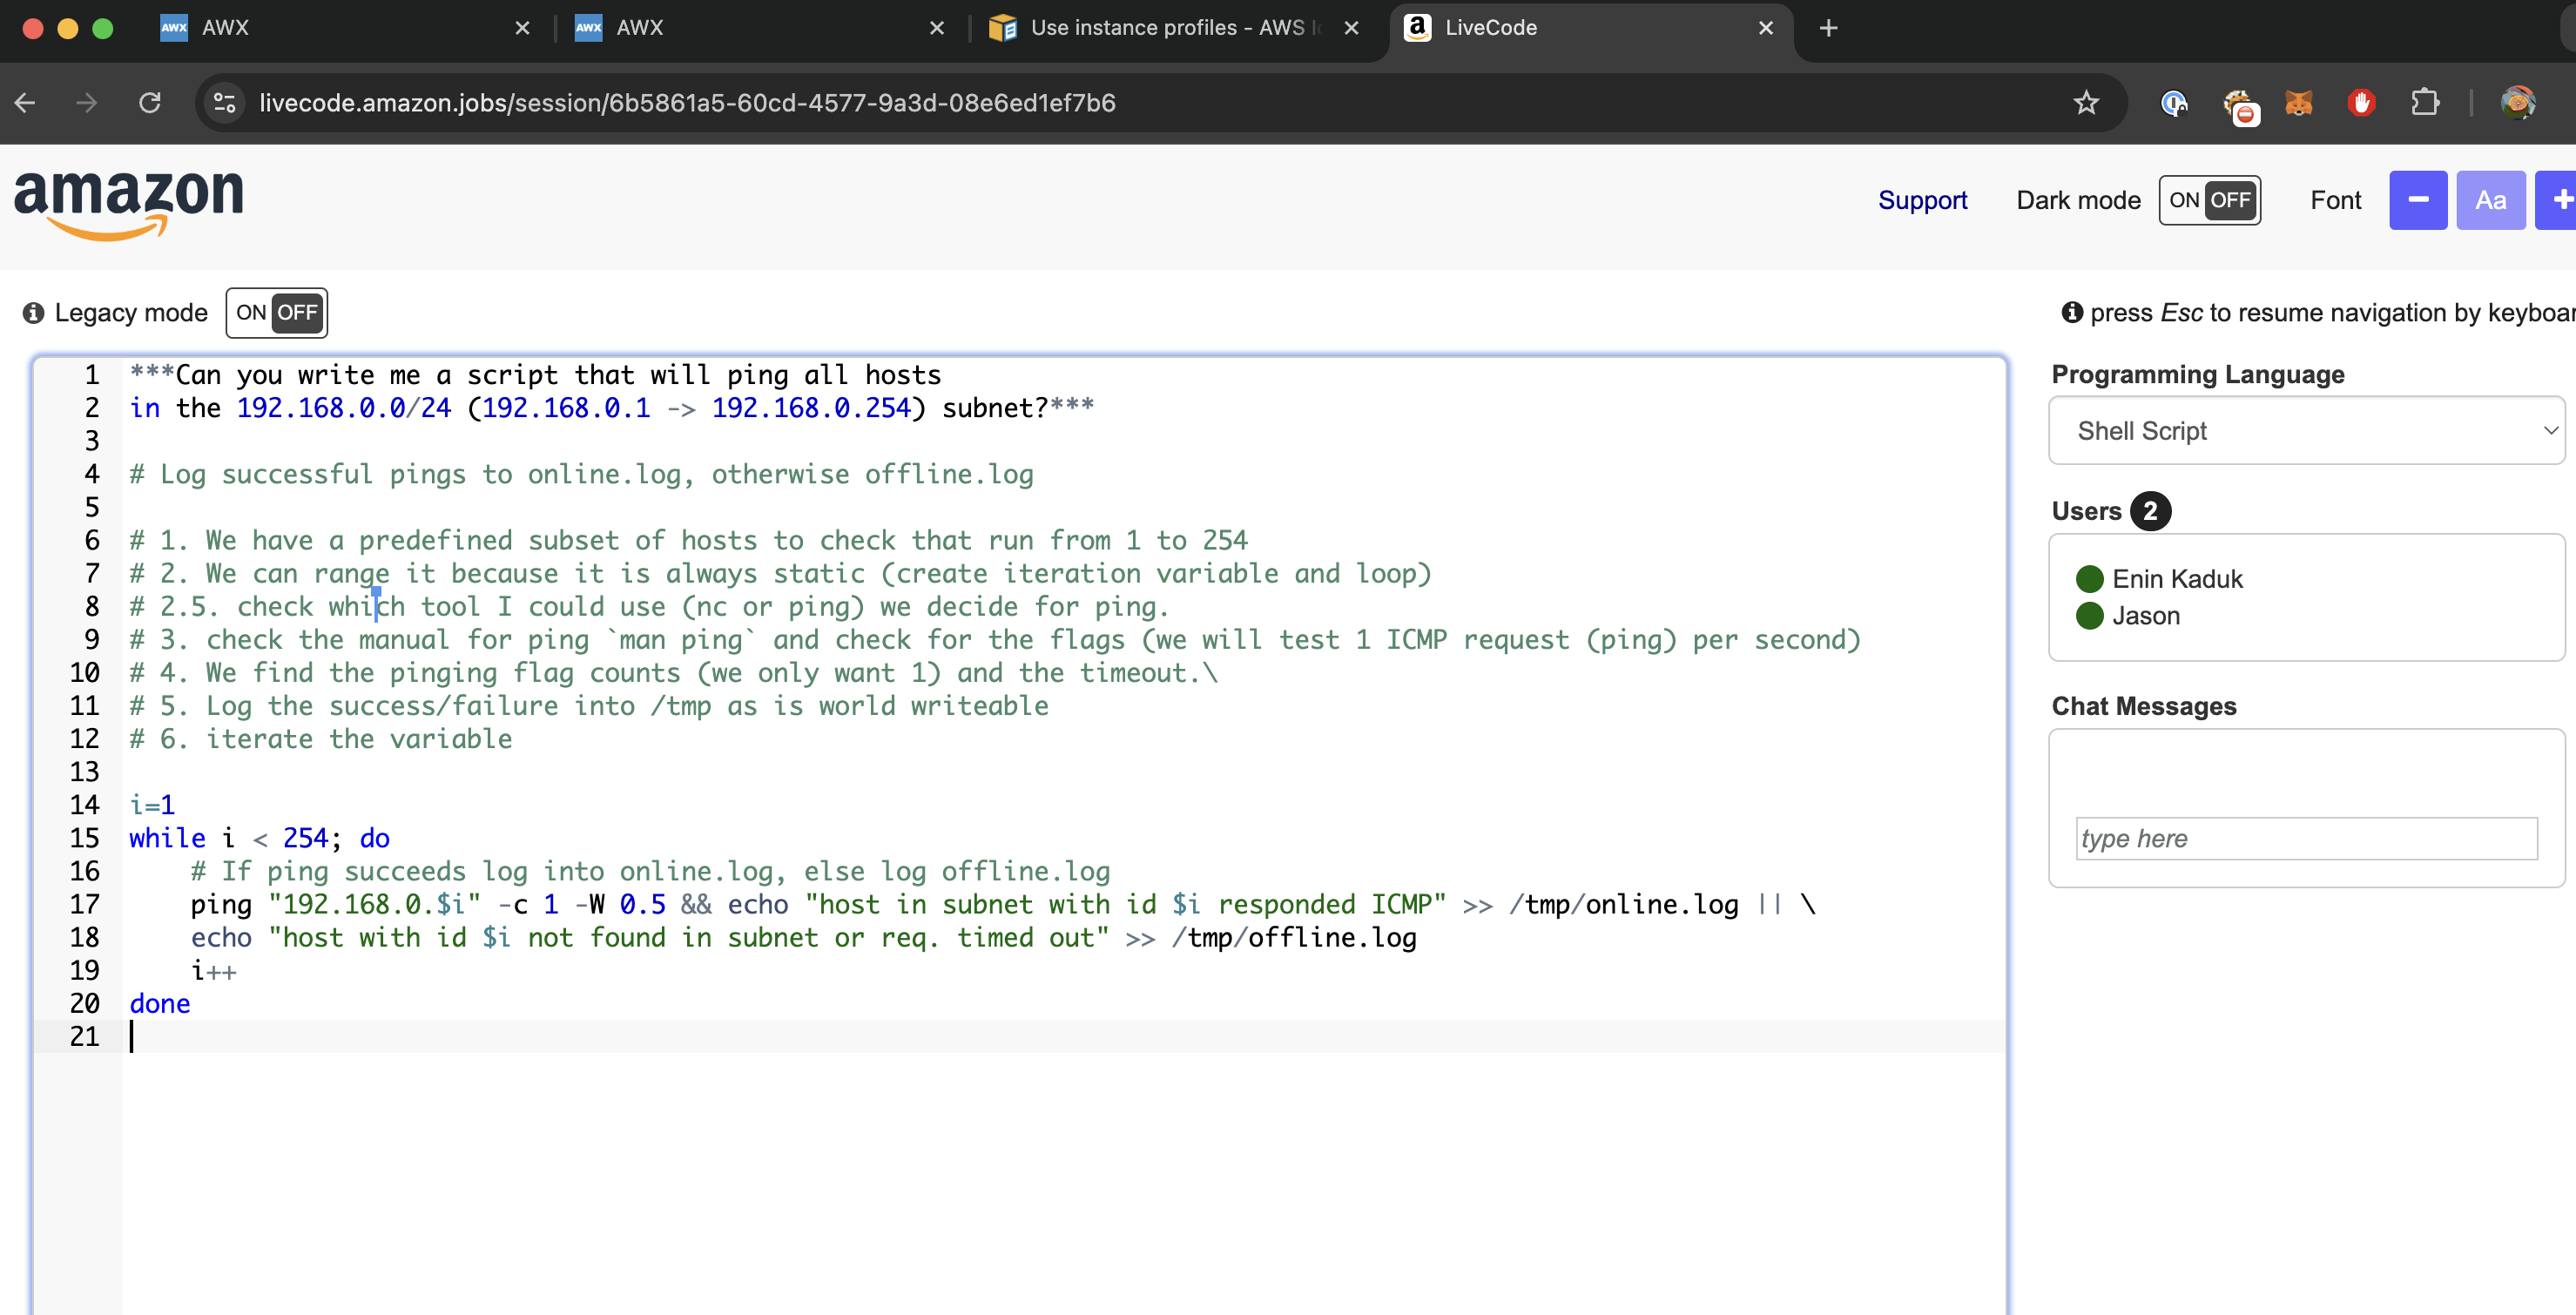 AWX
AWX
Use instance profiles - AWS
LiveCode
livecode.amazon.jobs/session/6b5861a5-60cd-4577-9a3d-08e6ed1ef7b6
amazon
Support
Dark mode
ON OFF
Font
Aa
Legacy mode
ON OFF
press Esc to resume navigation by
1 ***Can you write me a script that will ping all hosts
2 in the 192.168.0.0/24 (192.168.0.1 -> 192.168.0.254) subnet?***
3
4 # Log successful pings to online.log, otherwise offline.log
5
6 # 1. We have a predefined subset of hosts to check that run from 1 to 254
7 # 2. We can range it because it is always static (create iteration variable and loop)
8 # 2.5. check which tool I could use (nc or ping) we decide for ping.
9 # 3. check the manual for ping `man ping` and check for the flags (we will test 1 ICMP request (ping) per second)
10 # 4. We find the pinging flag counts (we only want 1) and the timeout.\
11 # 5. Log the success/failure into /tmp as is world writeable
12 # 6. iterate the variable
13
14 i=1
15 while i < 254; do
16     # If ping succeeds log into online.log, else log offline.log
17     ping "192.168.0.$i" -c 1 -W 0.5 && echo "host in subnet with id $i responded ICMP" >> /tmp/online.log || \
18     echo "host with id $i not found in subnet or req. timed out" >> /tmp/offline.log
19     i++
20 done
21
Programming Language
Shell Script
Users 2
Enin Kaduk
Jason
Chat Messages
type here